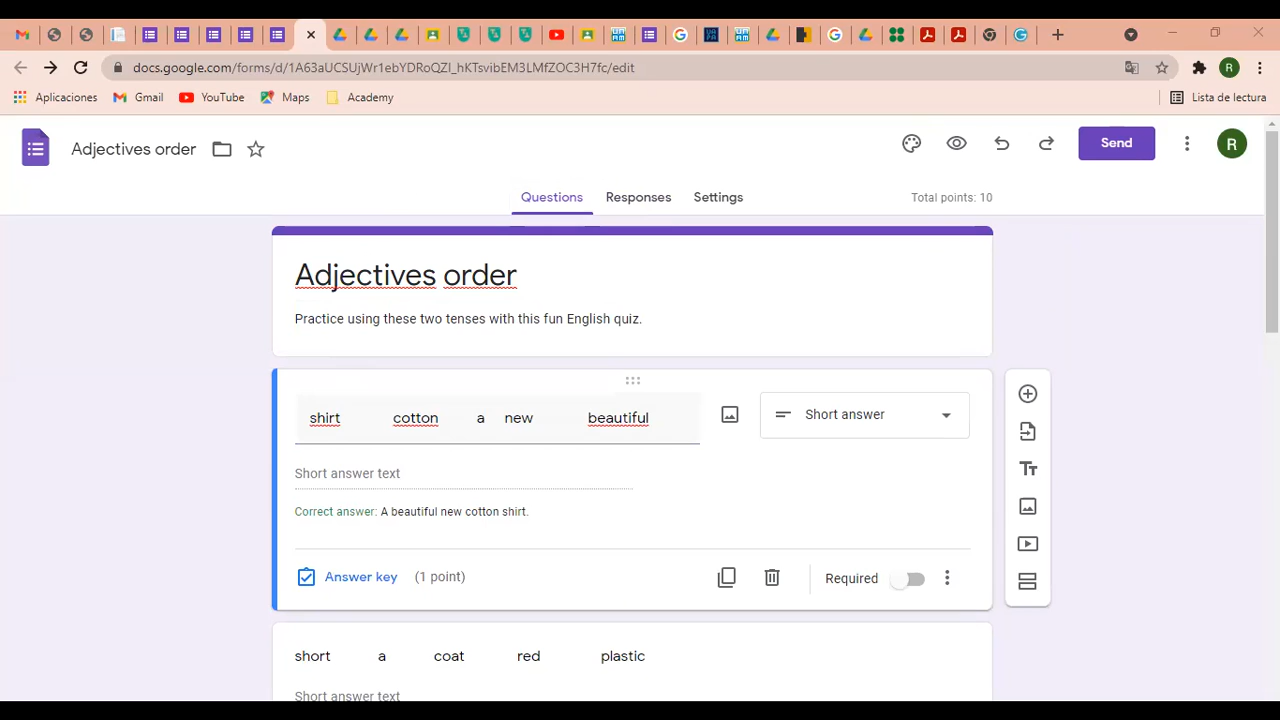 docs.google.com/forms/d/1A63aUCSUjWr1ebYDRoQZI_hKTsvibEM3LMfZOC3H7fc/edit
R
Aplicaciones Gmail YouTube Maps Academy Lista de lectura
Adjectives order Send R
Questions Responses Settings Total points: 10
Adjectives order
Practice using these two tenses with this fun English quiz.
shirt cotton a new beautiful Short answer
Short answer text
Correct answer: A beautiful new cotton shirt.
Answer key (1 point) Required
short a coat red plastic
Short answer text